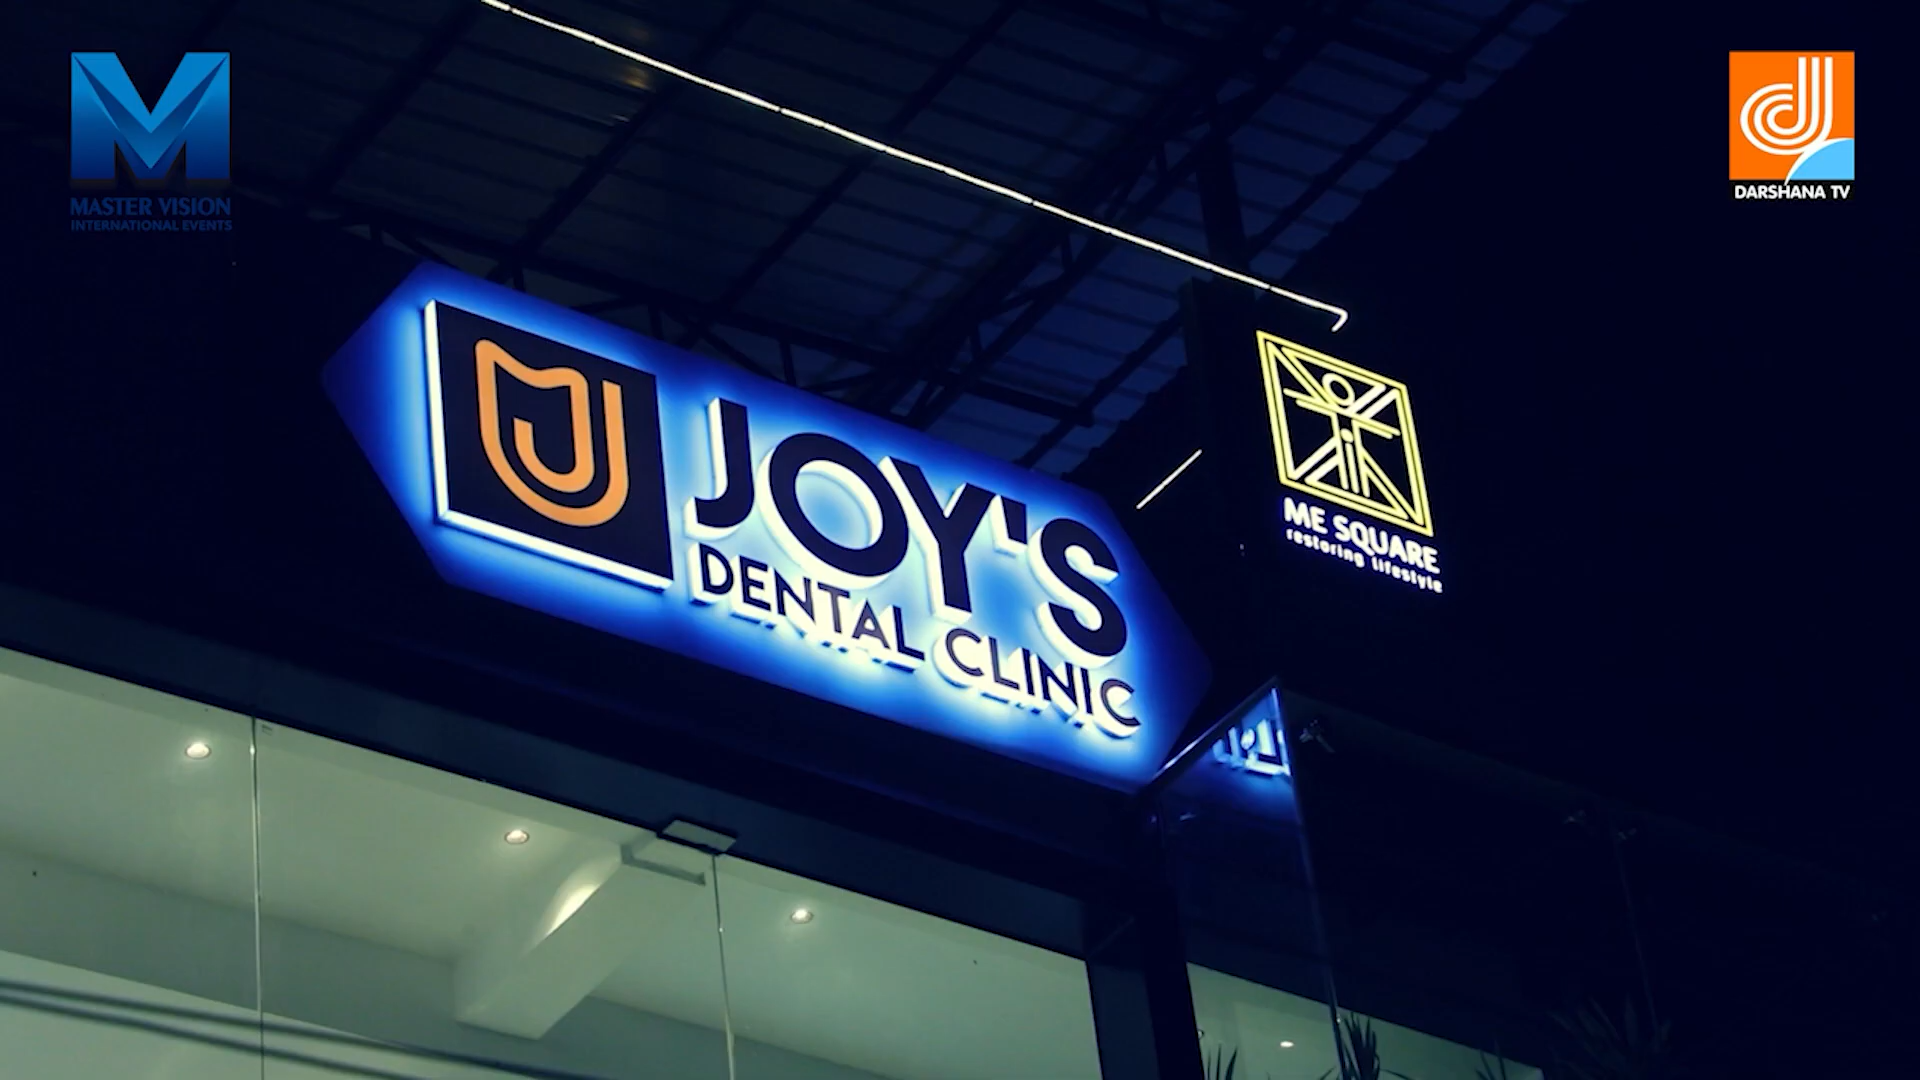 MASTER VISION
INTERNATIONAL EVENTS
DARSHANA TV
JOY'S
DENTAL CLINIC
ME SQUARE
restoring lifestyle